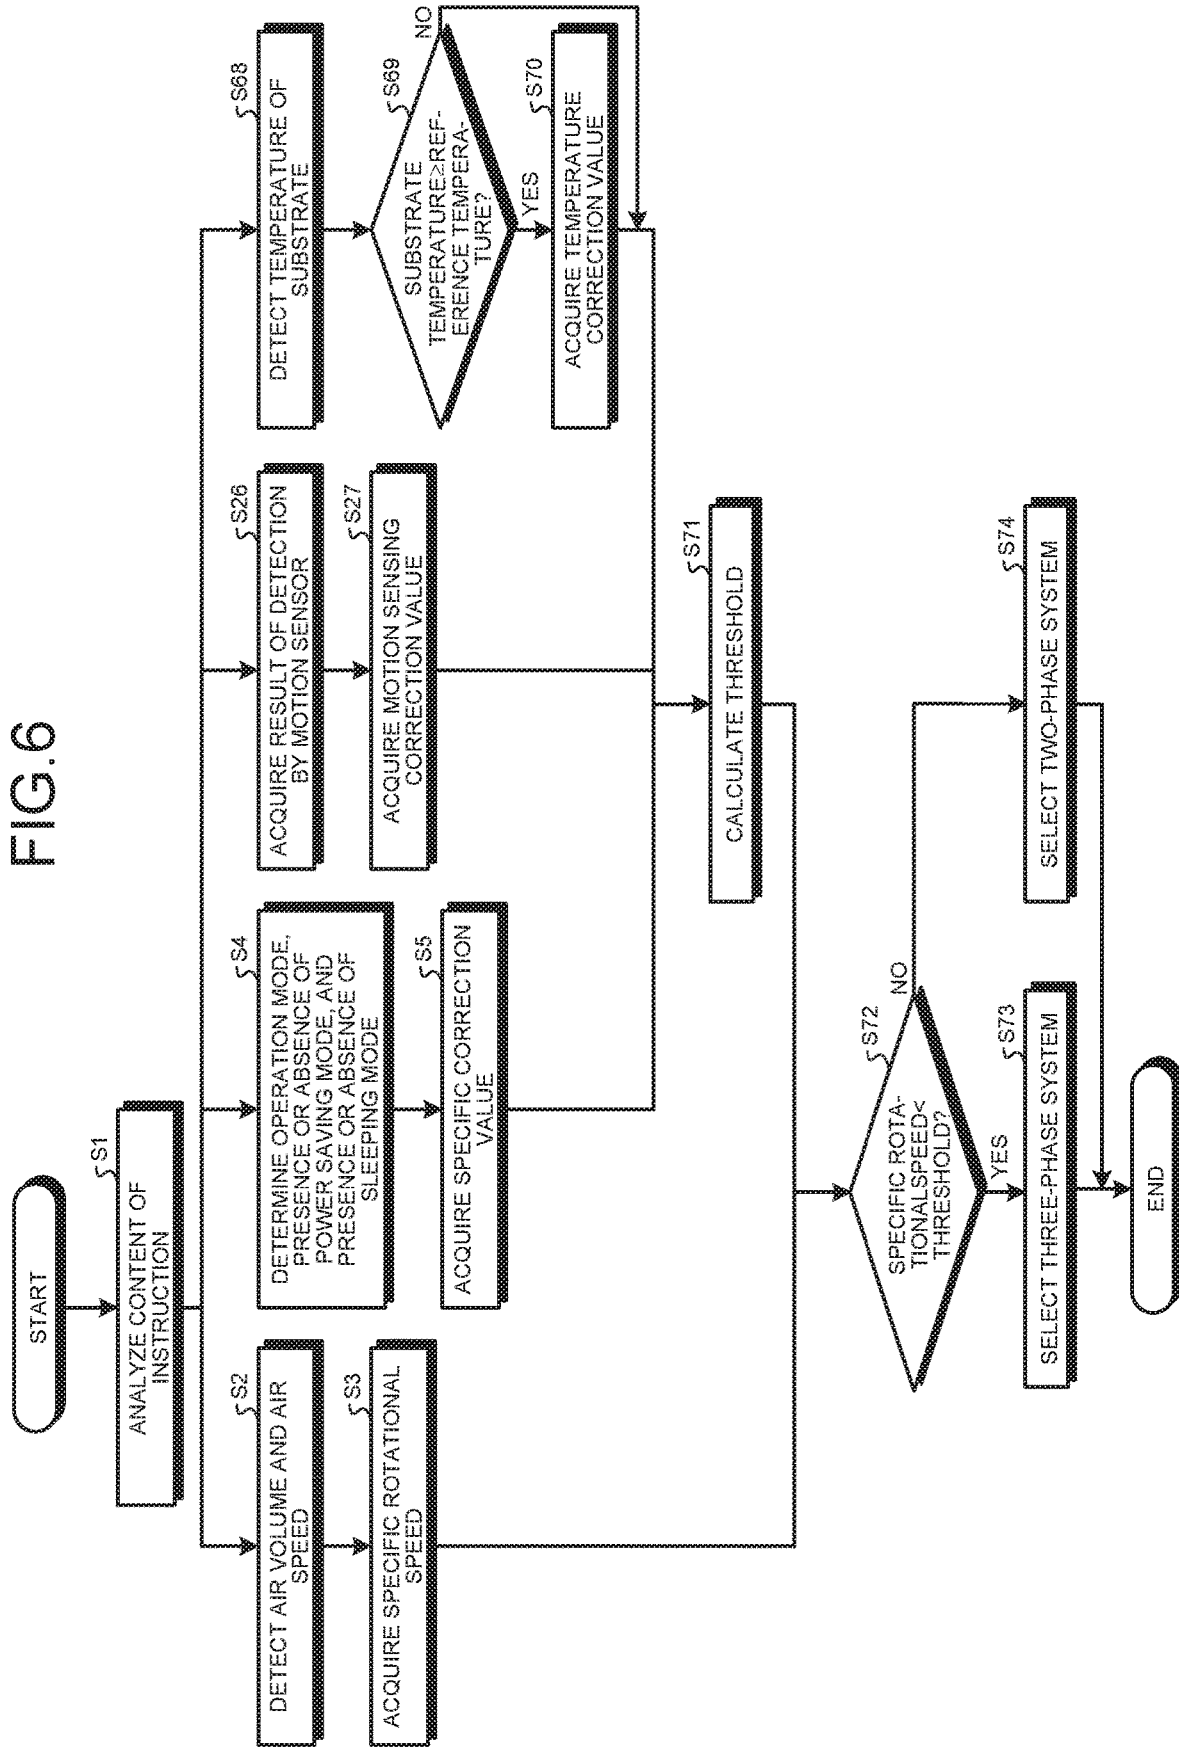 FIG.6
START
S1
ANALYZE CONTENT OF
INSTRUCTION
S2
DETECT AIR VOLUME AND AIR
SPEED
S3
ACQUIRE SPECIFIC ROTATIONAL
SPEED
S4
DETERMINE OPERATION MODE,
PRESENCE OR ABSENCE OF
POWER SAVING MODE, AND
PRESENCE OR ABSENCE OF
SLEEPING MODE
S5
ACQUIRE SPECIFIC CORRECTION
VALUE
S26
ACQUIRE RESULT OF DETECTION
BY MOTION SENSOR
S27
ACQUIRE MOTION SENSING
CORRECTION VALUE
S68
DETECT TEMPERATURE OF
SUBSTRATE
S69
SUBSTRATE
TEMPERATURE≥REF-
ERENCE TEMPERA-
TURE?
NO
YES
S70
ACQUIRE TEMPERATURE
CORRECTION VALUE
S71
CALCULATE THRESHOLD
S72
SPECIFIC ROTA-
TIONALSPEED<
THRESHOLD?
NO
YES
S73
SELECT THREE-PHASE SYSTEM
S74
SELECT TWO-PHASE SYSTEM
END